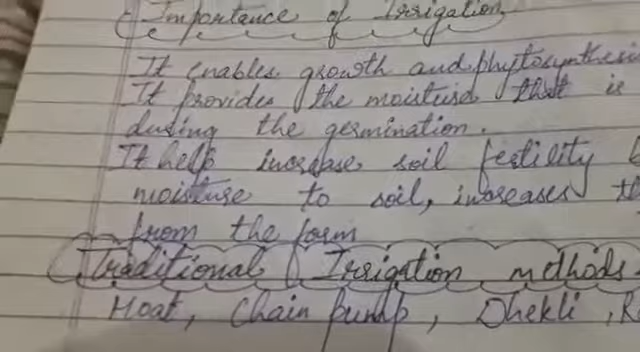 Importance of Irrigation
It enables growth and phytosynthesis
It provides the moisture that is
during the germination.
It help increase soil fertility
moisture to soil, increases
from the farm
Traditional Irrigation methods
Moat, Chain pump, Dhekli,